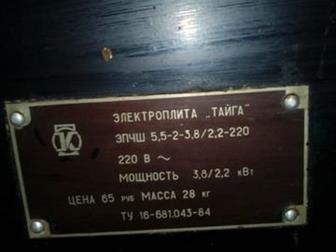 ЭЛЕКТРОПЛИТА „ТАЙГА"
ЭПЧШ 5,5-2-3,8/2,2-220
220 В ~
МОЩНОСТЬ 3,8/2,2 кВт
ЦЕНА 65 РУБ МАССА 28 кг
ТУ 16-681.043-84